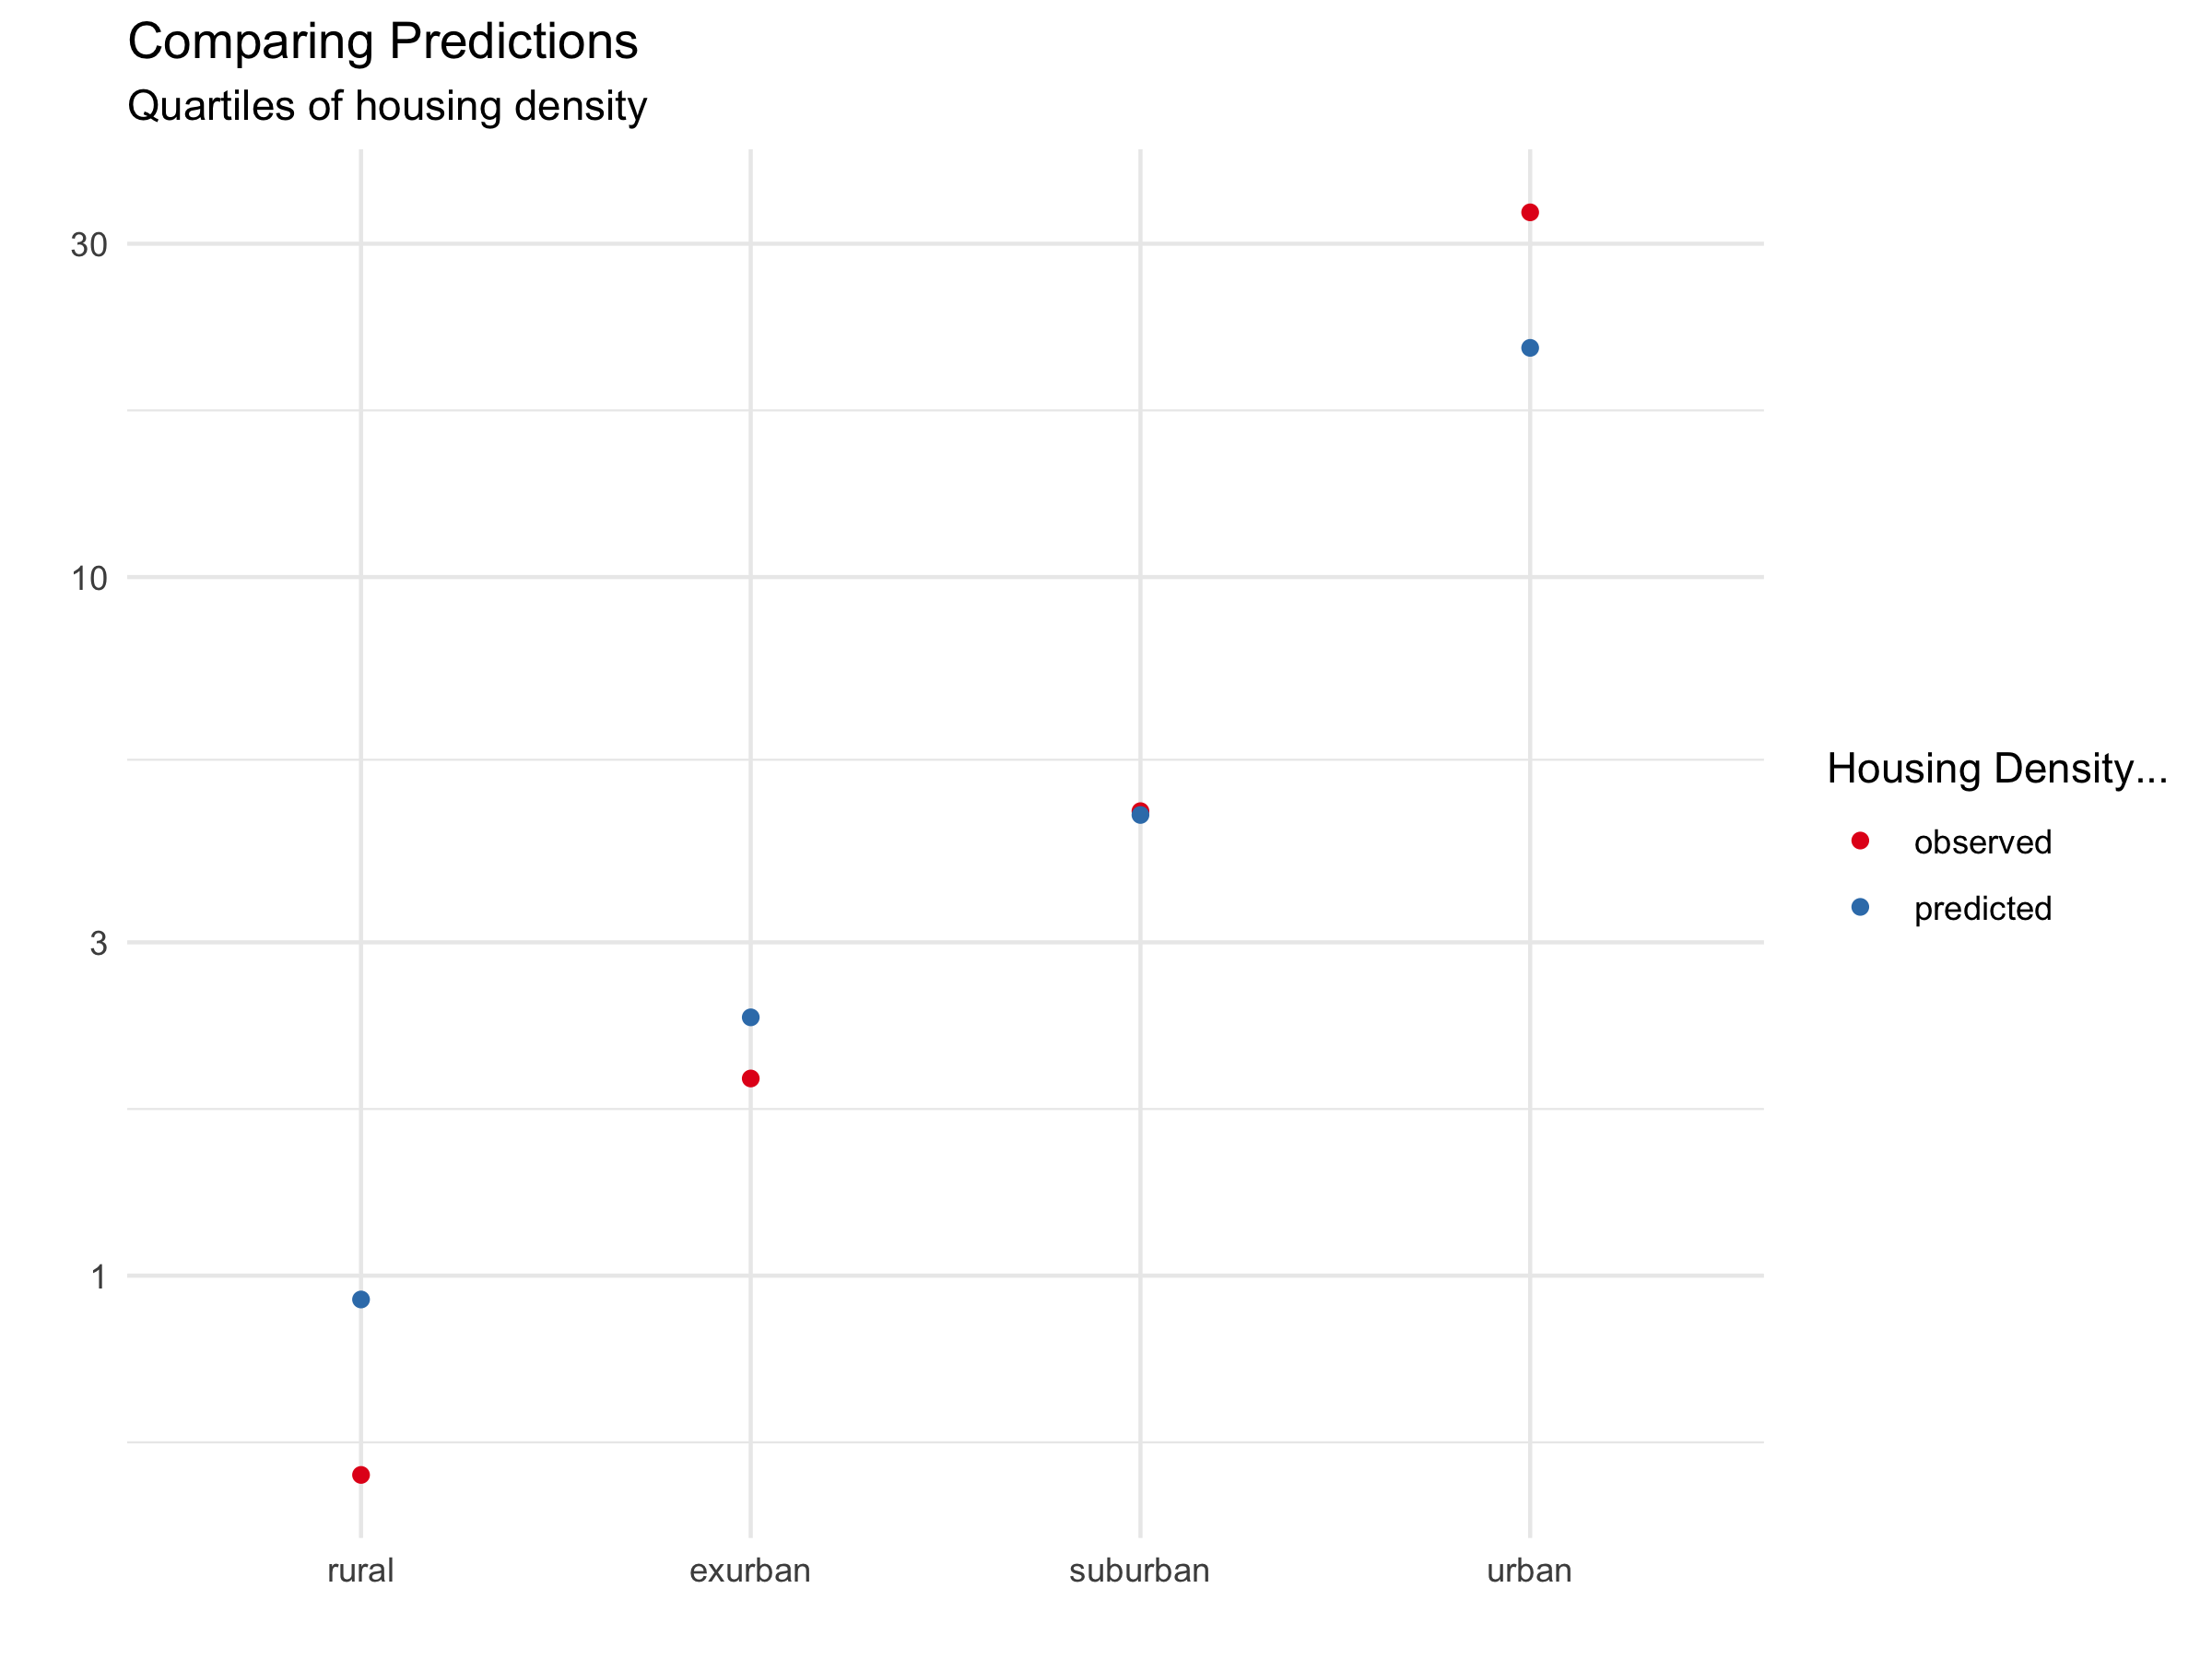 Comparing Predictions
Quartiles of housing density
30
10
3
1
rural
exurban
suburban
urban
Housing Density...
observed
predicted